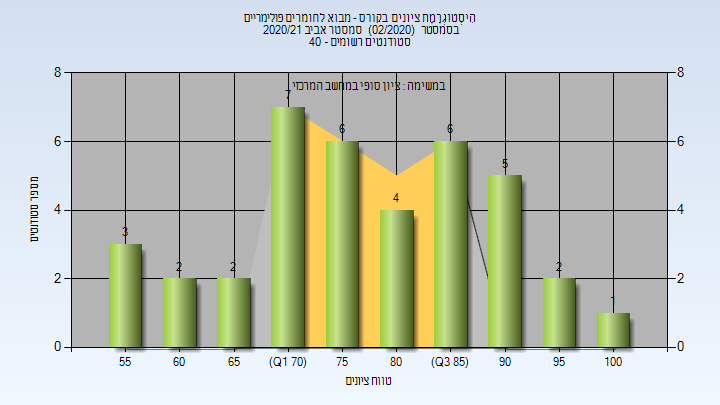 היסטוגרמת ציונים בקורס - מבוא לחומרים פולימריים
בסמסטר (02/2020) סמסטר אביב 2020/21
סטודנטים רשומים - 40
במשימה : ציון סופי במחשב המרכזי
8 8
6 6
4 4
2 2
0 0
מספר סטודנטים
3 2 2 7 6 4 6 5 2 1
55 60 65 (Q1 70) 75 80 (Q3 85) 90 95 100
טווח ציונים